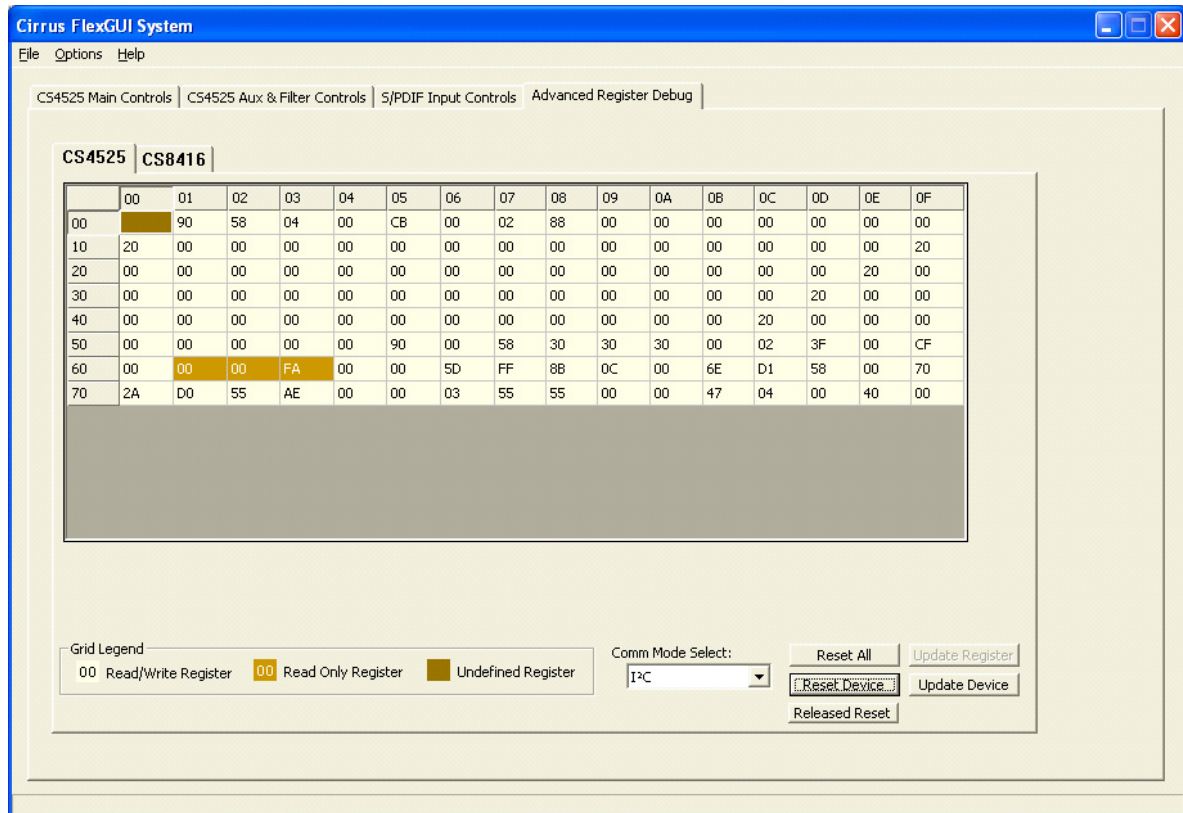 Cirrus FlexGUI System
File Options Help
CS4525 Main Controls CS4525 Aux & Filter Controls S/PDIF Input Controls Advanced Register Debug
CS4525 CS8416
00 01 02 03 04 05 06 07 08 09 0A 0B 0C 0D 0E 0F
00 90 58 04 00 CB 00 02 88 00 00 00 00 00 00 00
10 20 00 00 00 00 00 00 00 00 00 00 00 00 00 00 20
20 00 00 00 00 00 00 00 00 00 00 00 00 00 00 20 00
30 00 00 00 00 00 00 00 00 00 00 00 00 00 20 00 00
40 00 00 00 00 00 00 00 00 00 00 00 00 20 00 00 00
50 00 00 00 00 00 90 00 58 30 30 30 00 02 3F 00 CF
60 00 00 00 FA 00 00 5D FF 8B 0C 00 6E D1 58 00 70
70 2A D0 55 AE 00 00 03 55 55 00 00 47 04 00 40 00
Grid Legend
00 Read/Write Register 00 Read Only Register Undefined Register
Comm Mode Select:
I²C
Reset All Update Register
Reset Device Update Device
Released Reset